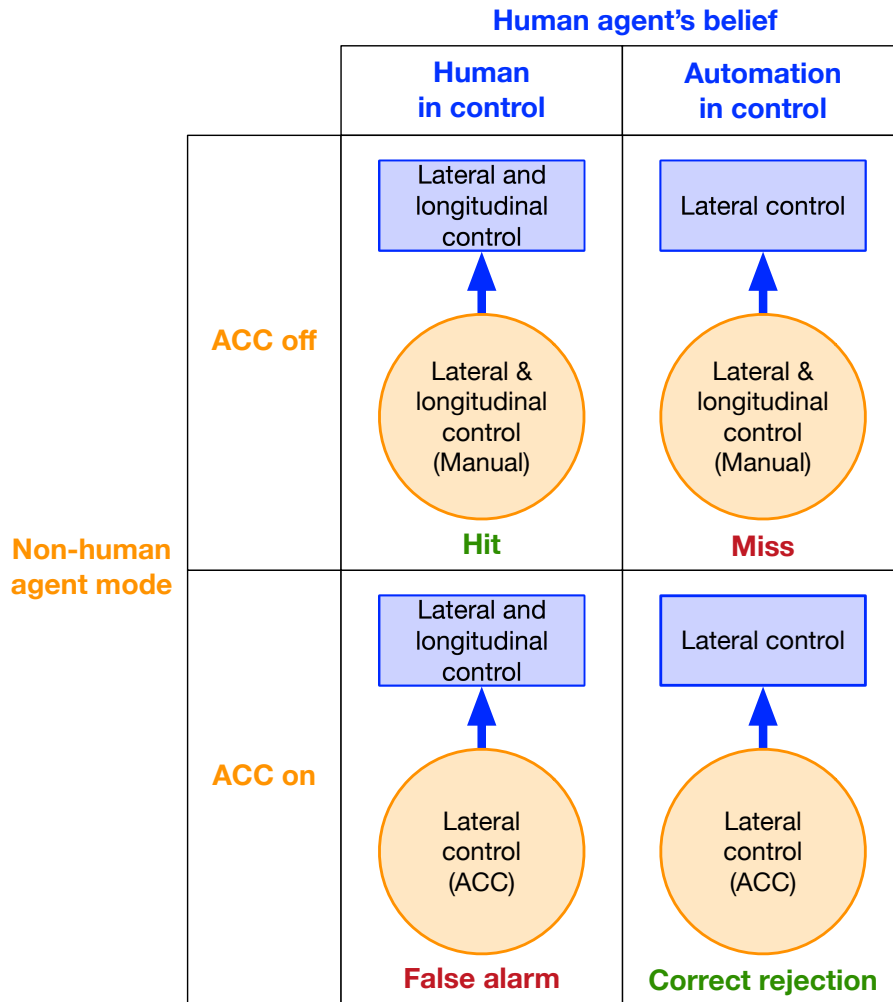 Human agent's belief
Human
in control
Automation
in control
ACC off
Lateral and
longitudinal
control
Lateral &
longitudinal
control
(Manual)
Hit
Lateral control
Lateral &
longitudinal
control
(Manual)
Miss
Non-human
agent mode
ACC on
Lateral and
longitudinal
control
Lateral
control
(ACC)
False alarm
Lateral control
Lateral
control
(ACC)
Correct rejection